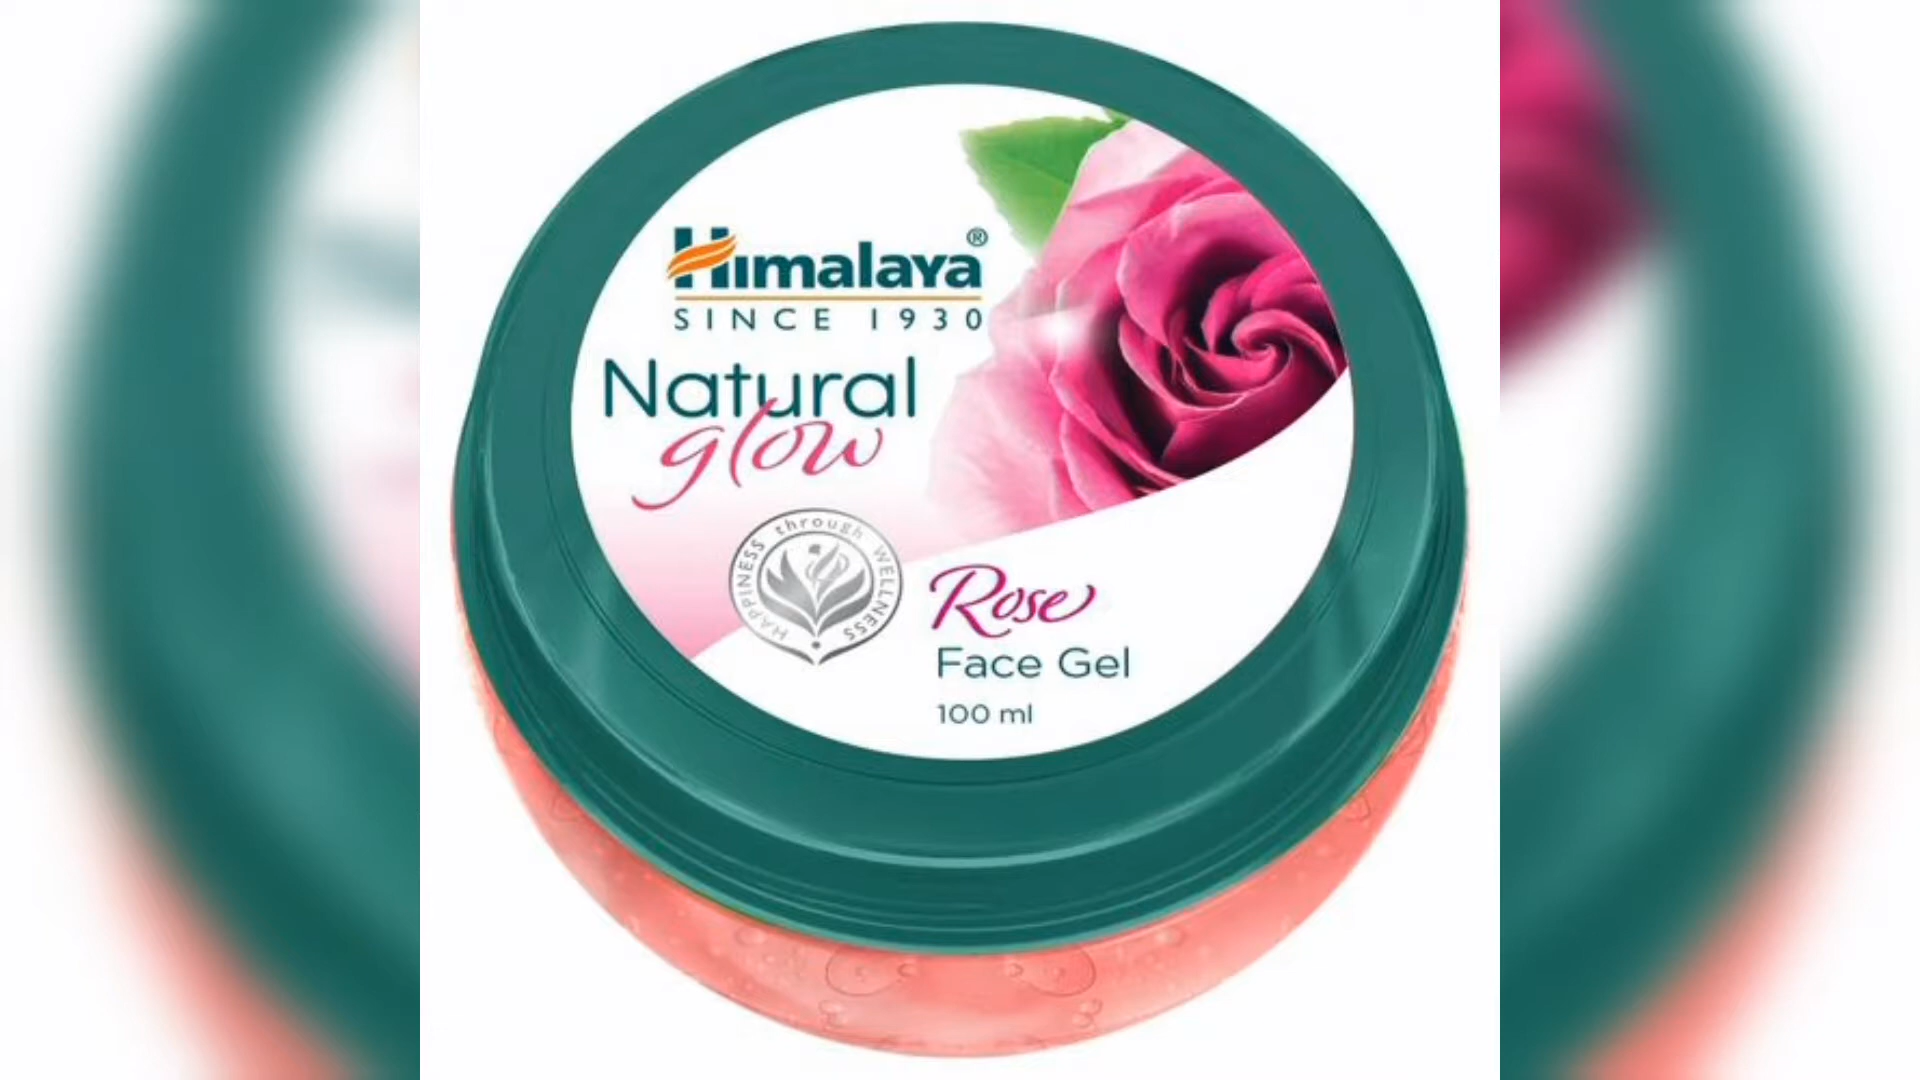 Himalaya®
SINCE 1930
Natural
glow
HAPPINESS through WELLNESS
Rose
Face Gel
100 ml